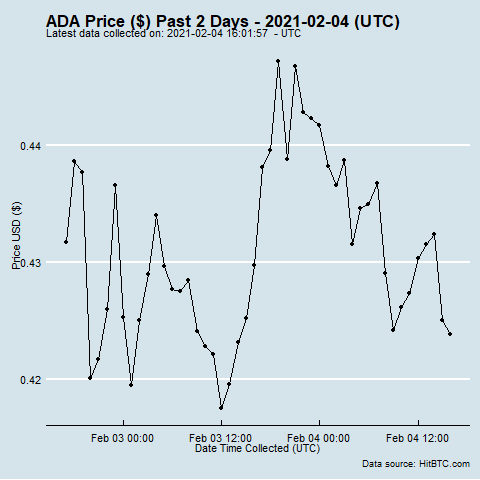 ADA Price ($) Past 2 Days - 2021-02-04 (UTC)
Latest data collected on: 2021-02-04 16:01:57 - UTC
0.44
0.43
0.42
Price USD ($)
Feb 03 00:00
Feb 03 12:00
Feb 04 00:00
Feb 04 12:00
Date Time Collected (UTC)
Data source: HitBTC.com